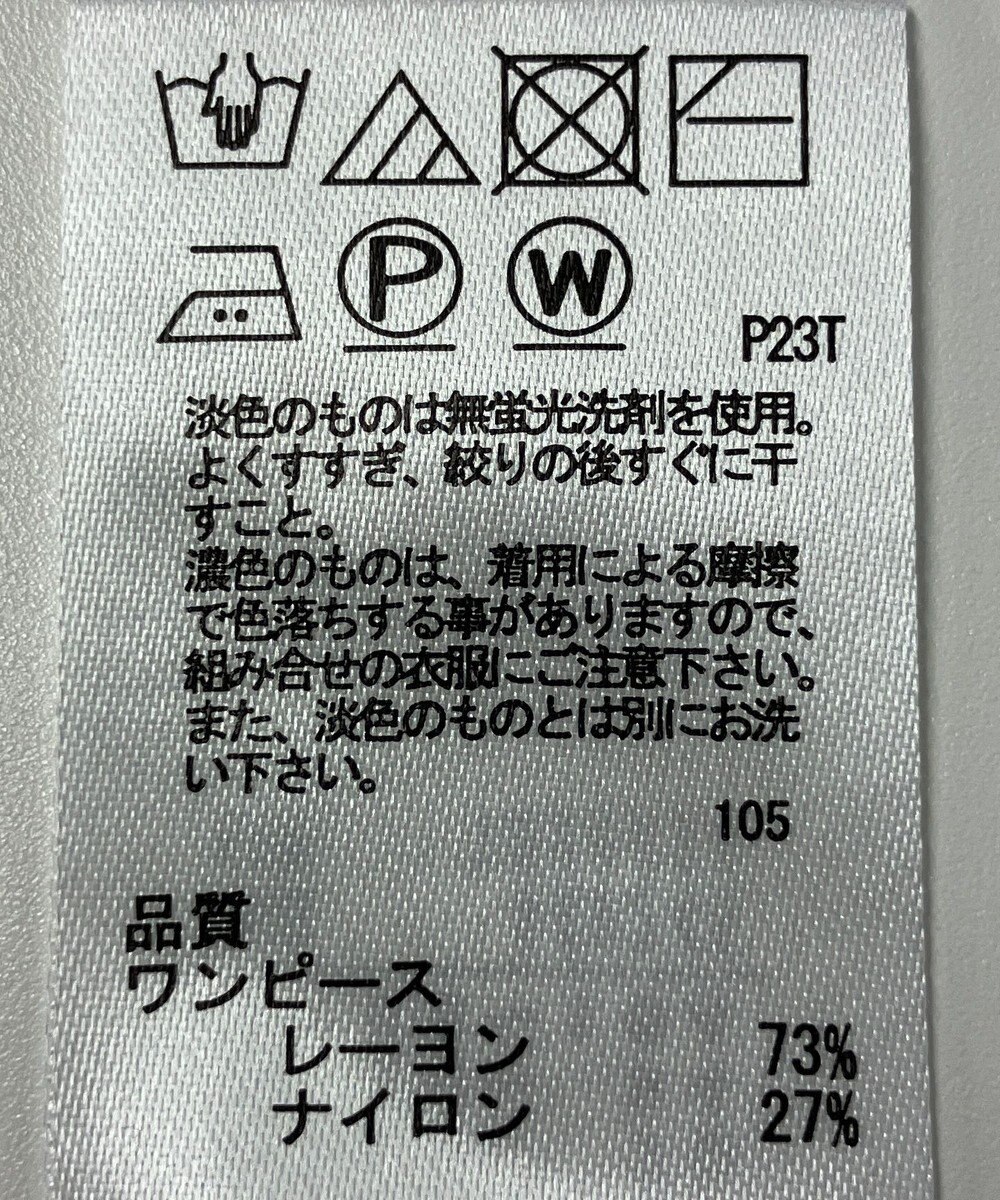 P W
P23T
淡色のものは無蛍光洗剤を使用。
よくすすぎ、絞りの後すぐに干
すこと。
濃色のものは、着用による摩擦
で色落ちする事がありますので、
組み合せの衣服にご注意下さい。
また、淡色のものとは別にお洗
い下さい。
105
品質
ワンピース
レーヨン 73%
ナイロン 27%